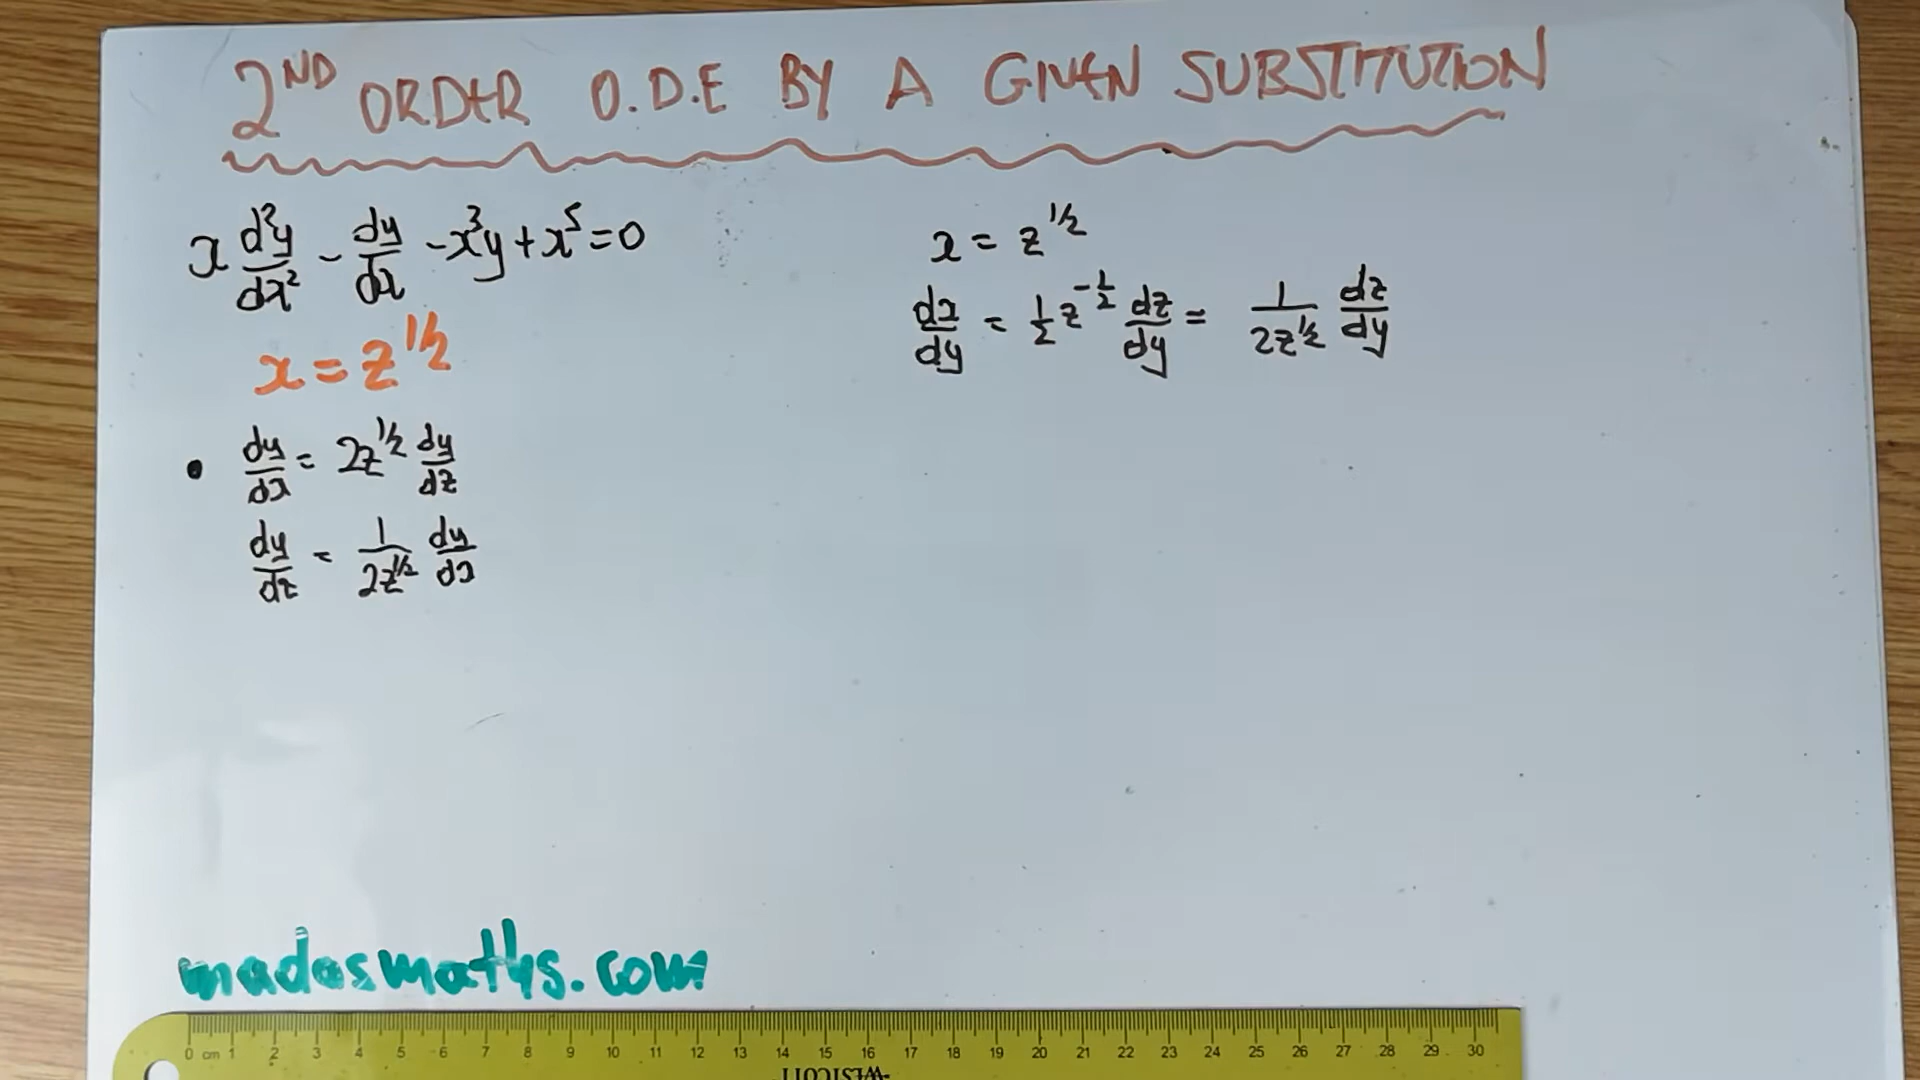 2ND ORDER O.D.E BY A GIVEN SUBSTITUTION
x d²y/dx² - dy/dx - x³y + x⁵ = 0
x = z^1/2
• dy/dx = 2z^1/2 dy/dz
dy/dz = 1/(2z^1/2) dy/dx
x = z^1/2
dx/dy = 1/2 z^-1/2 dz/dy = 1/(2z^1/2) dz/dy
madasmaths.com
0 cm 1 2 3 4 5 6 7 8 9 10 11 12 13 14 15 16 17 18 19 20 21 22 23 24 25 26 27 28 29 30
WESTCOTT